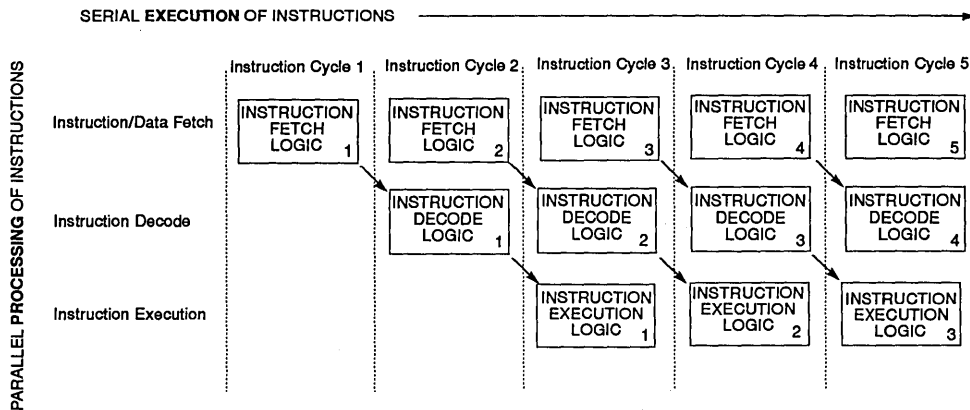 SERIAL EXECUTION OF INSTRUCTIONS
PARALLEL PROCESSING OF INSTRUCTIONS
Instruction Cycle 1
Instruction Cycle 2
Instruction Cycle 3
Instruction Cycle 4
Instruction Cycle 5
Instruction/Data Fetch
INSTRUCTION
FETCH
LOGIC
1
INSTRUCTION
FETCH
LOGIC
2
INSTRUCTION
FETCH
LOGIC
3
INSTRUCTION
FETCH
LOGIC
4
INSTRUCTION
FETCH
LOGIC
5
Instruction Decode
INSTRUCTION
DECODE
LOGIC
1
INSTRUCTION
DECODE
LOGIC
2
INSTRUCTION
DECODE
LOGIC
3
INSTRUCTION
DECODE
LOGIC
4
Instruction Execution
INSTRUCTION
EXECUTION
LOGIC
1
INSTRUCTION
EXECUTION
LOGIC
2
INSTRUCTION
EXECUTION
LOGIC
3